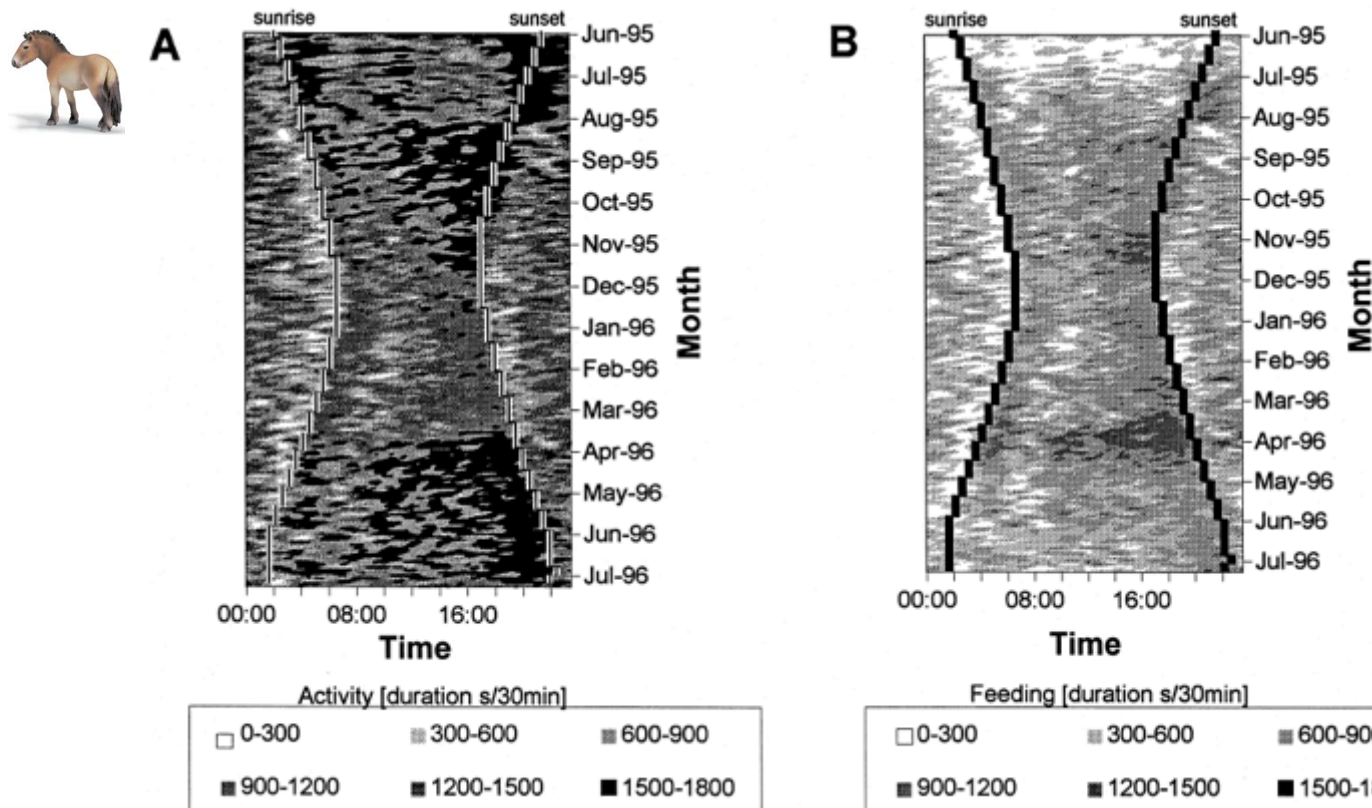 A
sunrise sunset
Jun-95
Jul-95
Aug-95
Sep-95
Oct-95
Nov-95
Dec-95
Jan-96
Feb-96
Mar-96
Apr-96
May-96
Jun-96
Jul-96
Month
00:00 08:00 16:00
Time
Activity [duration s/30min]
0-300 300-600 600-900
900-1200 1200-1500 1500-1800
B
sunrise sunset
Jun-95
Jul-95
Aug-95
Sep-95
Oct-95
Nov-95
Dec-95
Jan-96
Feb-96
Mar-96
Apr-96
May-96
Jun-96
Jul-96
Month
00:00 08:00 16:00
Time
Feeding [duration s/30min]
0-300 300-600 600-90
900-1200 1200-1500 1500-1